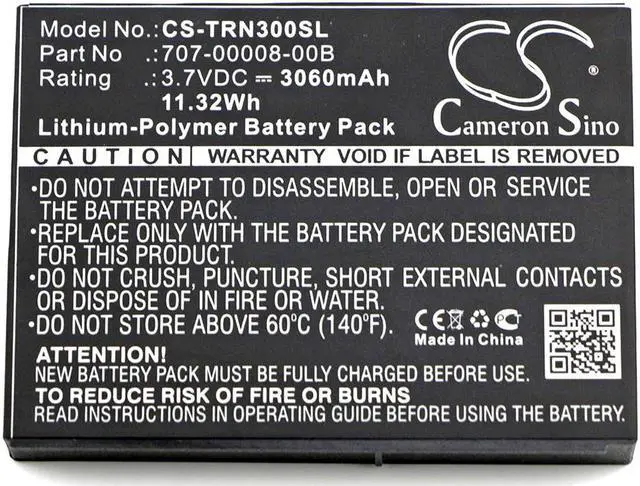 Model No. .: CS-TRN300SL
Part No .: 707-00008-00B
Rating .: 3.7VDC ⎓ 3060mAh
11.32Wh
Lithium-Polymer Battery Pack
CS
®
Cameron Sino
CAUTION WARRANTY VOID IF LABEL IS REMOVED
•DO NOT ATTEMPT TO DISASSEMBLE, OPEN OR SERVICE
THE BATTERY PACK.
•REPLACE ONLY WITH THE BATTERY PACK DESIGNATED
FOR THIS PRODUCT.
•DO NOT CRUSH, PUNCTURE, SHORT EXTERNAL CONTACTS
OR DISPOSE OF IN FIRE OR WATER.
•DO NOT STORE ABOVE 60°C (140°F).
CE
Made In China
ATTENTION!
NEW BATTERY PACK MUST BE FULLY CHARGED BEFORE USE.
TO REDUCE RISK OF FIRE OR BURNS
READ INSTRUCTIONS IN OPERATING GUIDE BEFORE USING THE BATTERY.